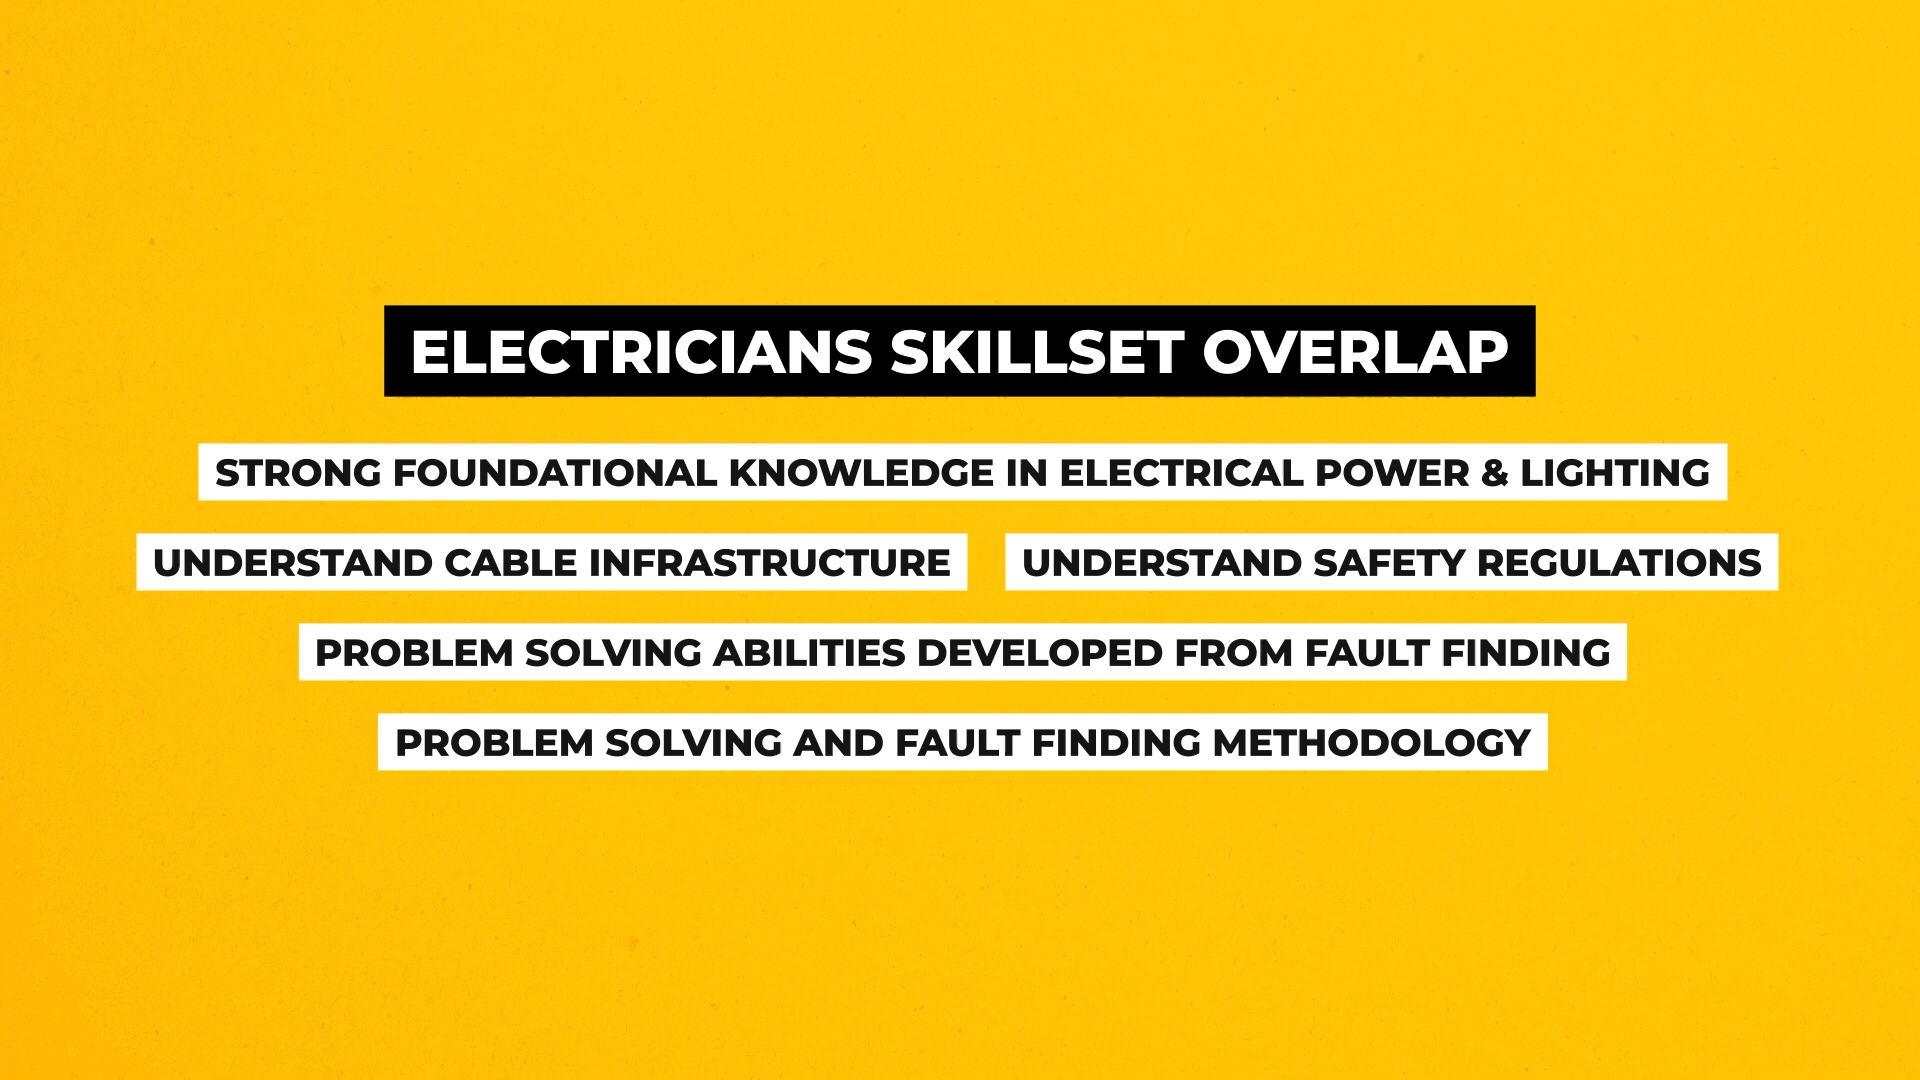 ELECTRICIANS SKILLSET OVERLAP
STRONG FOUNDATIONAL KNOWLEDGE IN ELECTRICAL POWER & LIGHTING
UNDERSTAND CABLE INFRASTRUCTURE
UNDERSTAND SAFETY REGULATIONS
PROBLEM SOLVING ABILITIES DEVELOPED FROM FAULT FINDING
PROBLEM SOLVING AND FAULT FINDING METHODOLOGY